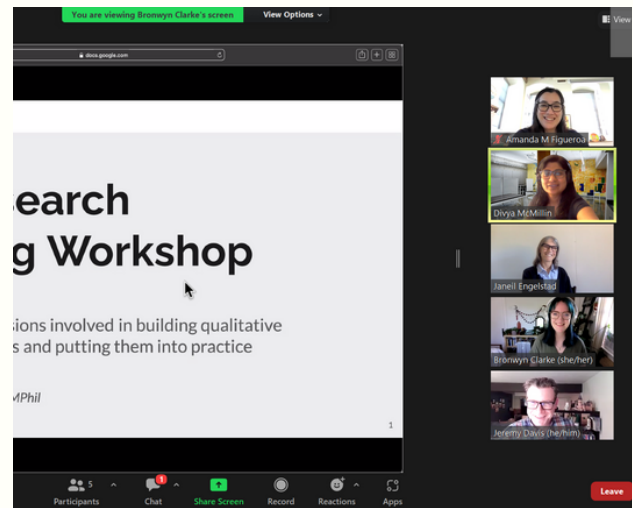 You are viewing Bronwyn Clarke's screen View Options
View
docs.google.com
search
g Workshop
sions involved in building qualitative
s and putting them into practice
MPhil
1
Amanda M Figueroa
Divya McMillin
Janeil Engelstad
Bronwyn Clarke (she/her)
Jeremy Davis (he/him)
5 1
Participants Chat Share Screen Record Reactions Apps
Leave